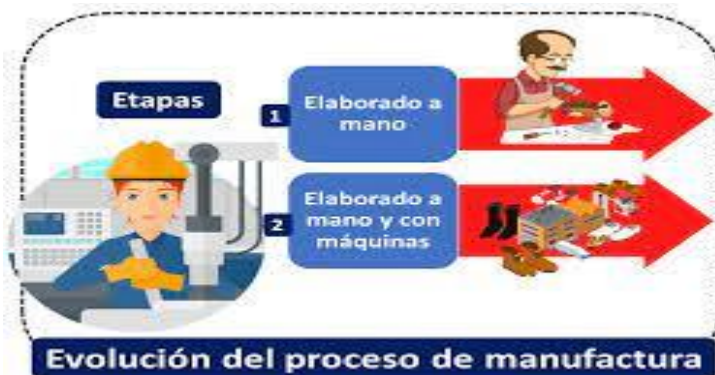 Etapas
1
Elaborado a
mano
2
Elaborado a
mano y con
máquinas
Evolución del proceso de manufactura